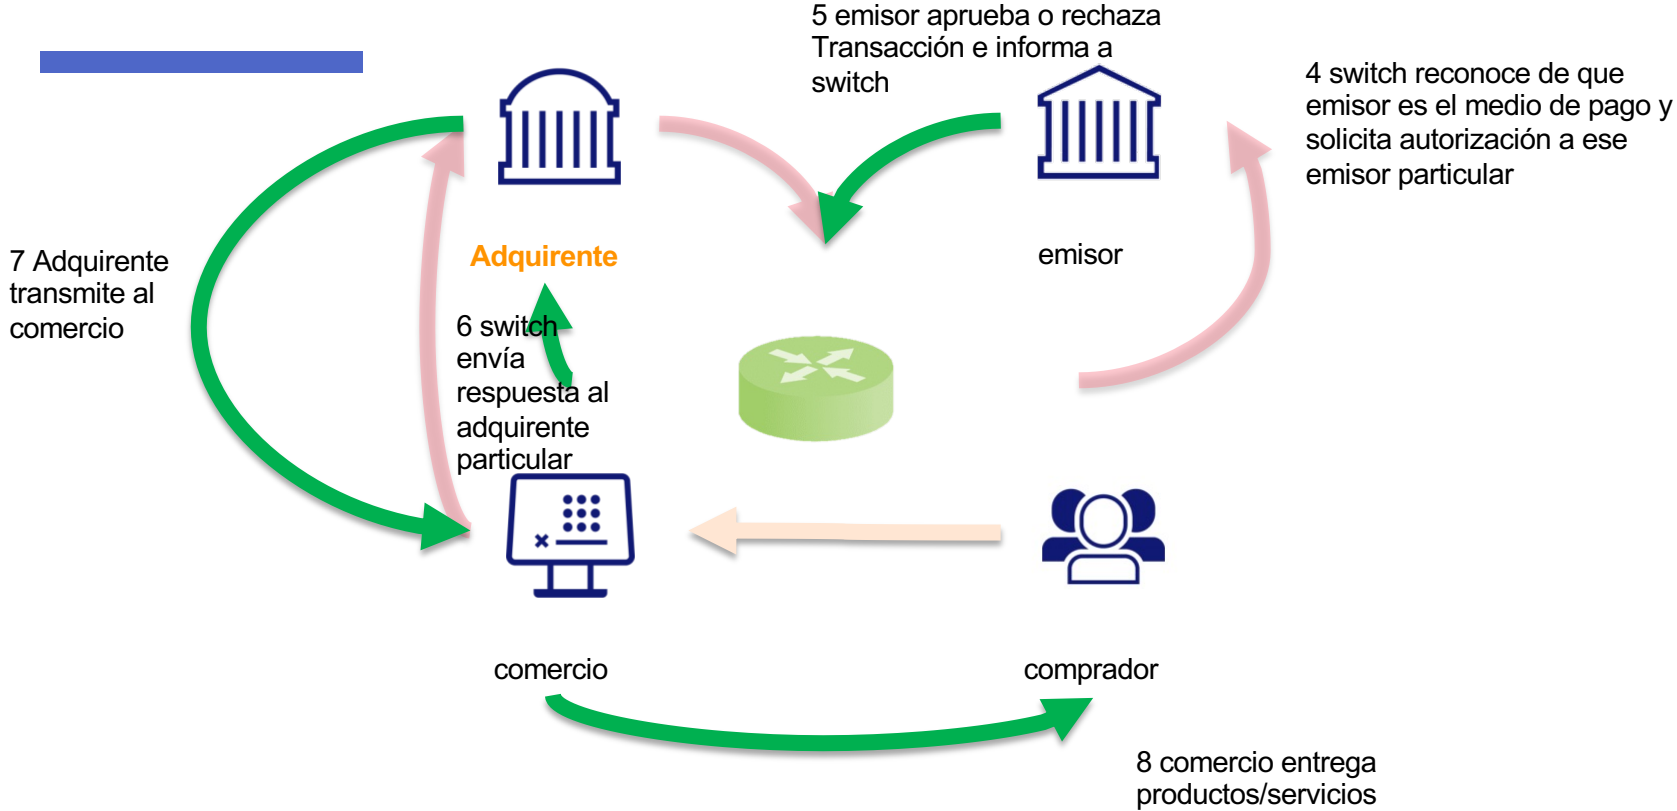 5 emisor aprueba o rechaza
Transacción e informa a
switch
4 switch reconoce de que
emisor es el medio de pago y
solicita autorización a ese
emisor particular
7 Adquirente
transmite al
comercio
Adquirente
emisor
6 switch
envía
respuesta al
adquirente
particular
comercio
comprador
8 comercio entrega
productos/servicios